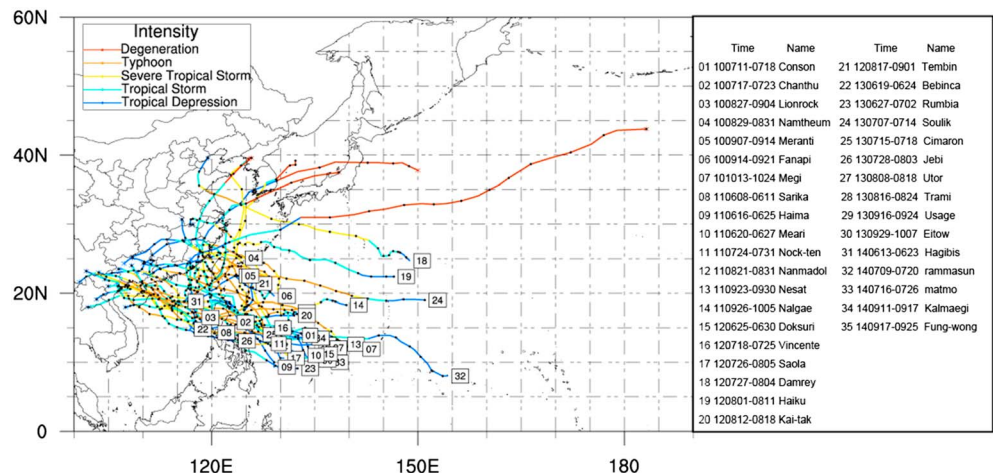 60N
40N
20N
0
120E
150E
180
Intensity
Degeneration
Typhoon
Severe Tropical Storm
Tropical Storm
Tropical Depression
04
05
21
06
31
03
02
20
22
08
26
16
01
11
13
07
17
10
15
09
23
14
24
18
19
32
Time Name Time Name
01 100711-0718 Conson 21 120817-0901 Tembin
02 100717-0723 Chanthu 22 130619-0624 Bebinca
03 100827-0904 Lionrock 23 130627-0702 Rumbia
04 100829-0831 Namtheum 24 130707-0714 Soulik
05 100907-0914 Meranti 25 130715-0718 Cimaron
06 100914-0921 Fanapi 26 130728-0803 Jebi
07 101013-1024 Megi 27 130808-0818 Utor
08 110608-0611 Sarika 28 130816-0824 Trami
09 110616-0625 Haima 29 130916-0924 Usage
10 110620-0627 Meari 30 130929-1007 Eitow
11 110724-0731 Nock-ten 31 140613-0623 Hagibis
12 110821-0831 Nanmadol 32 140709-0720 rammasun
13 110923-0930 Nesat 33 140716-0726 matmo
14 110926-1005 Nalgae 34 140911-0917 Kalmaegi
15 120625-0630 Doksuri 35 140917-0925 Fung-wong
16 120718-0725 Vincente
17 120726-0805 Saola
18 120727-0804 Damrey
19 120801-0811 Haiku
20 120812-0818 Kai-tak